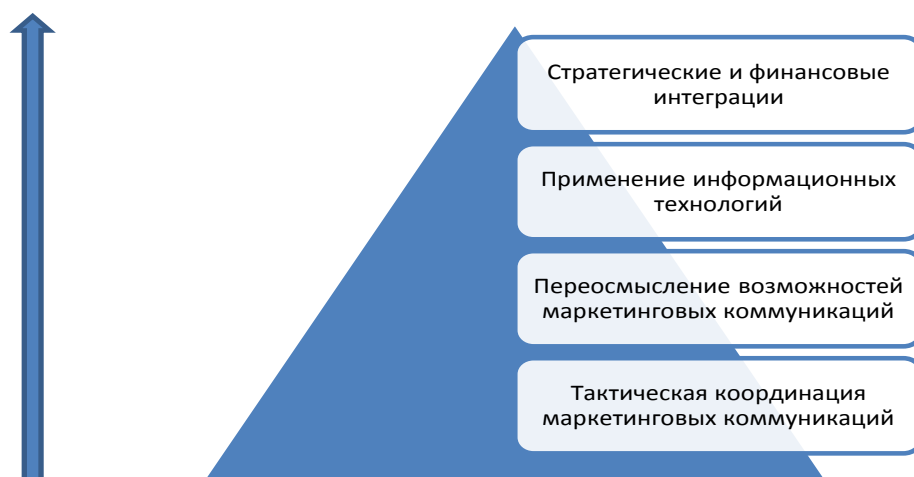 Стратегические и финансовые
интеграции
Применение информационных
технологий
Переосмысление возможностей
маркетинговых коммуникаций
Тактическая координация
маркетинговых коммуникаций